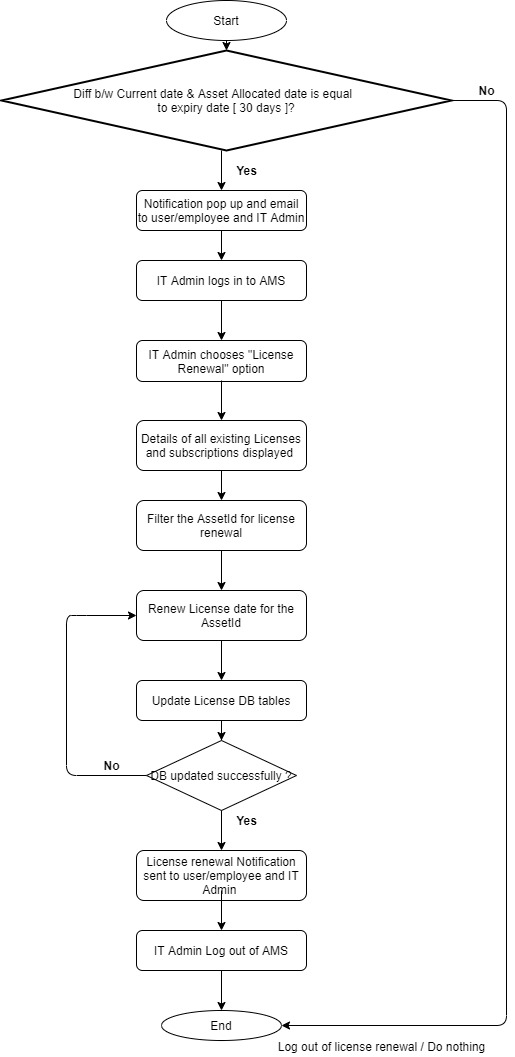 Start
Diff b/w Current date & Asset Allocated date is equal
to expiry date [ 30 days ]?
No
Yes
Notification pop up and email
to user/employee and IT Admin
IT Admin logs in to AMS
IT Admin chooses "License
Renewal" option
Details of all existing Licenses
and subscriptions displayed
Filter the AssetId for license
renewal
Renew License date for the
AssetId
Update License DB tables
No
DB updated successfully ?
Yes
License renewal Notification
sent to user/employee and IT
Admin
IT Admin Log out of AMS
End
Log out of license renewal / Do nothing